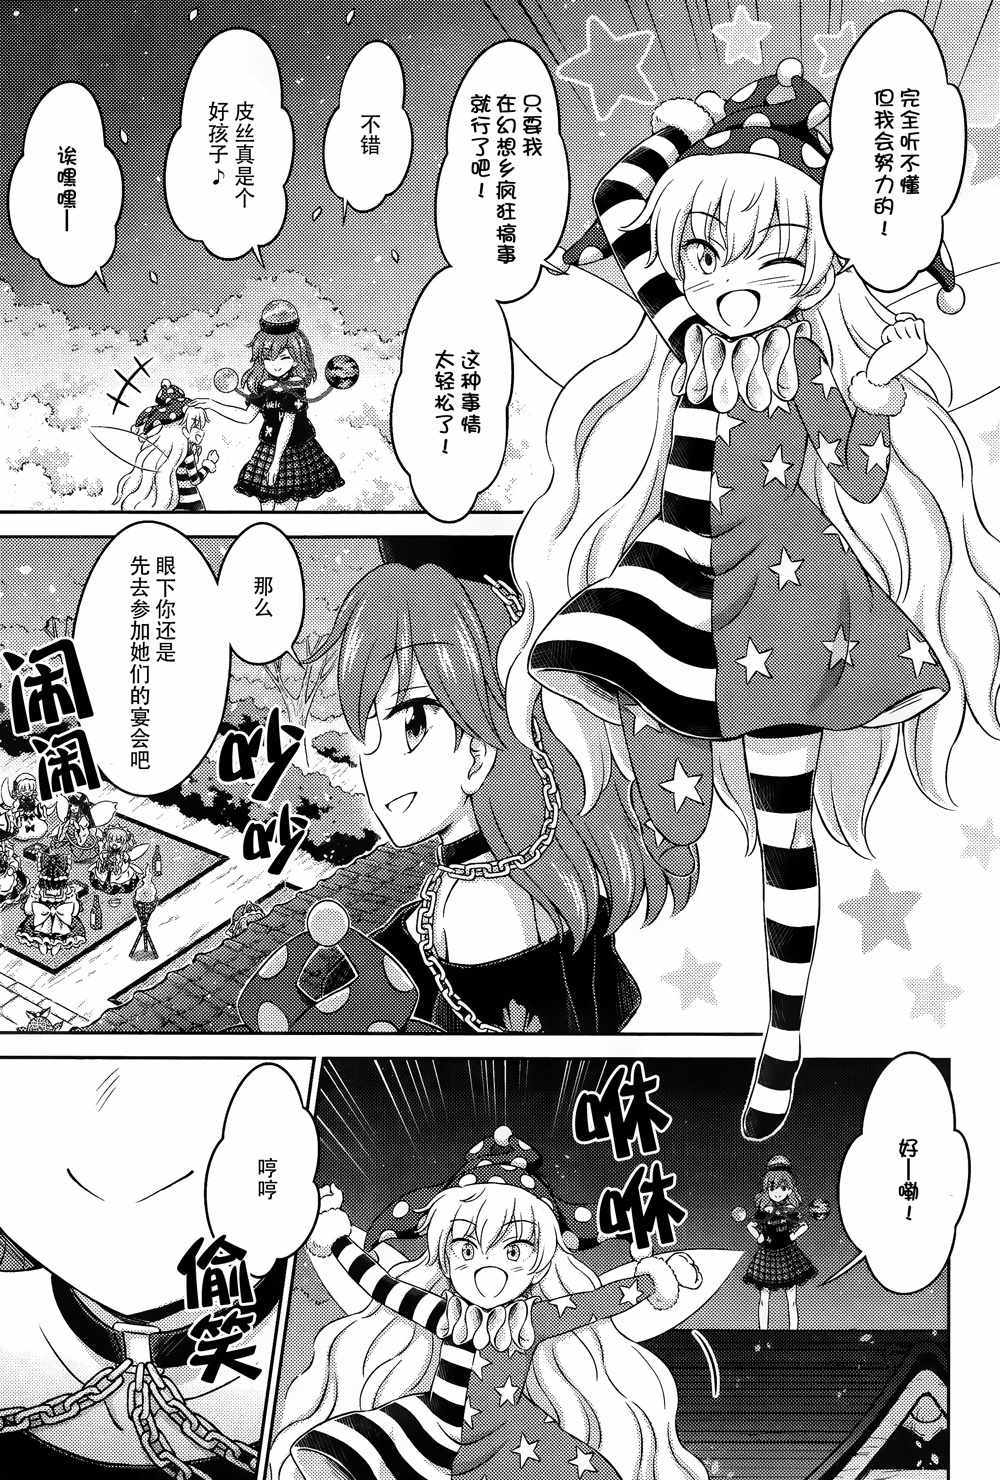 完全听不懂
但我会努力的！
只要我
在幻想乡疯狂搞事
就行了吧！
这种事情
太轻松了！
不错
皮丝真是个
好孩子♪
诶嘿嘿—
那么
眼下你还是
先去参加她们的宴会吧
吵
吵
闹
闹
好—嘞！
咻
咻
哼哼
偷
笑